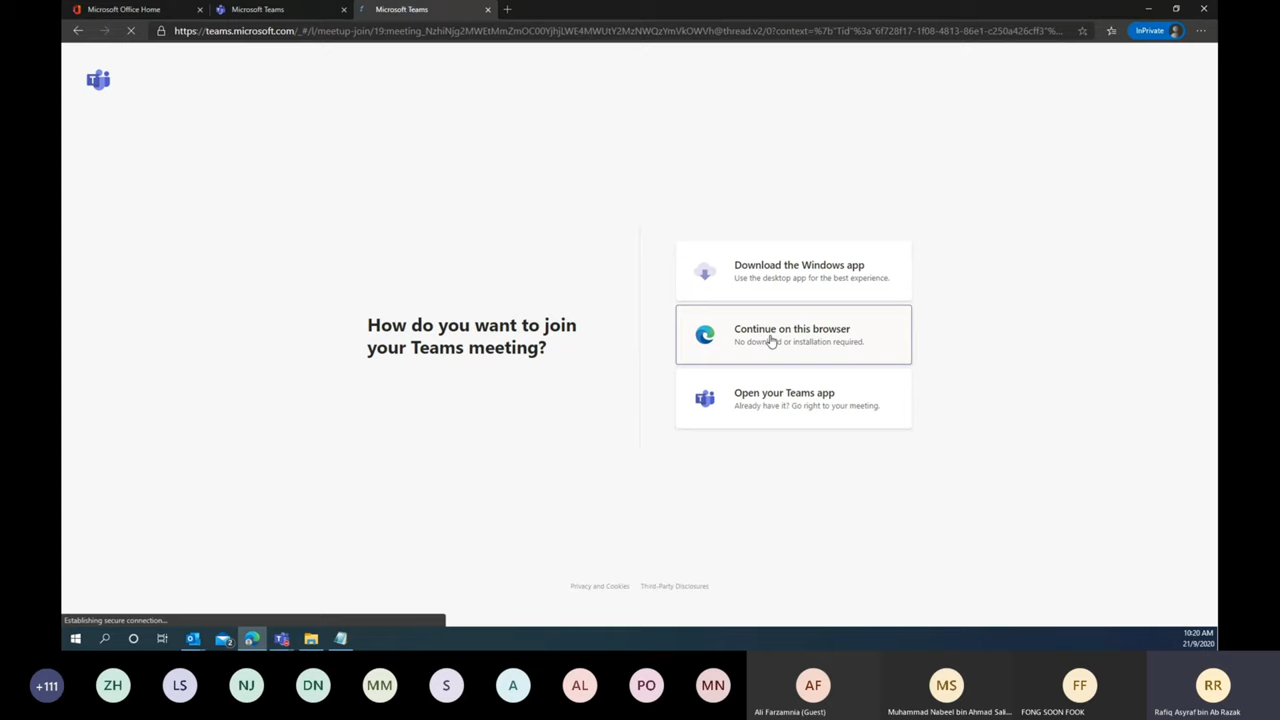 Microsoft Office Home
Microsoft Teams
Microsoft Teams
https://teams.microsoft.com/_#/l/meetup-join/19:meeting_NzhiNjg2MWEtMmZmOC00YjhjLWE4MWUtY2MzNWQzYmVkOWVh@thread.v2/0?context=%7b"Tid"%3a"6f728f17-1f08-4813-86e1-c250a426cff3"%...
InPrivate
Download the Windows app
Use the desktop app for the best experience.
How do you want to join
your Teams meeting?
Continue on this browser
No or installation required.
Open your Teams app
Already have it? Go right to your meeting.
Privacy and Cookies
Third-Party Disclosures
Establishing secure connection...
2
10:20 AM
21/9/2020
+111
ZH
LS
NJ
DN
MM
S
A
AL
PO
MN
AF
MS
FF
RR
Ali Farzamnia (Guest)
Muhammad Nabeel bin Ahmad Sak...
FONG SOON FOOK
Rafiq Asyraf bin Ab Razak